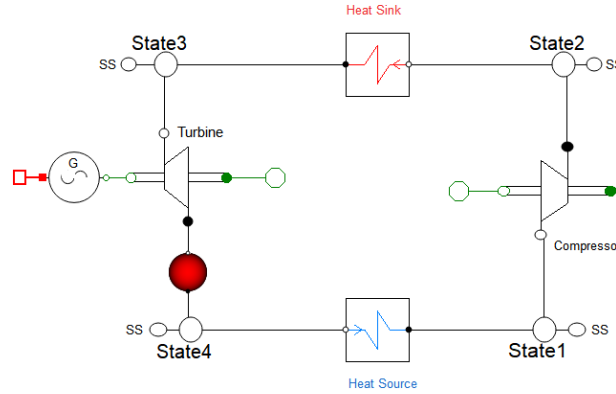 Heat Sink
State3
State2
SS
SS
Turbine
G
Compresso
SS
SS
State4
State1
Heat Source